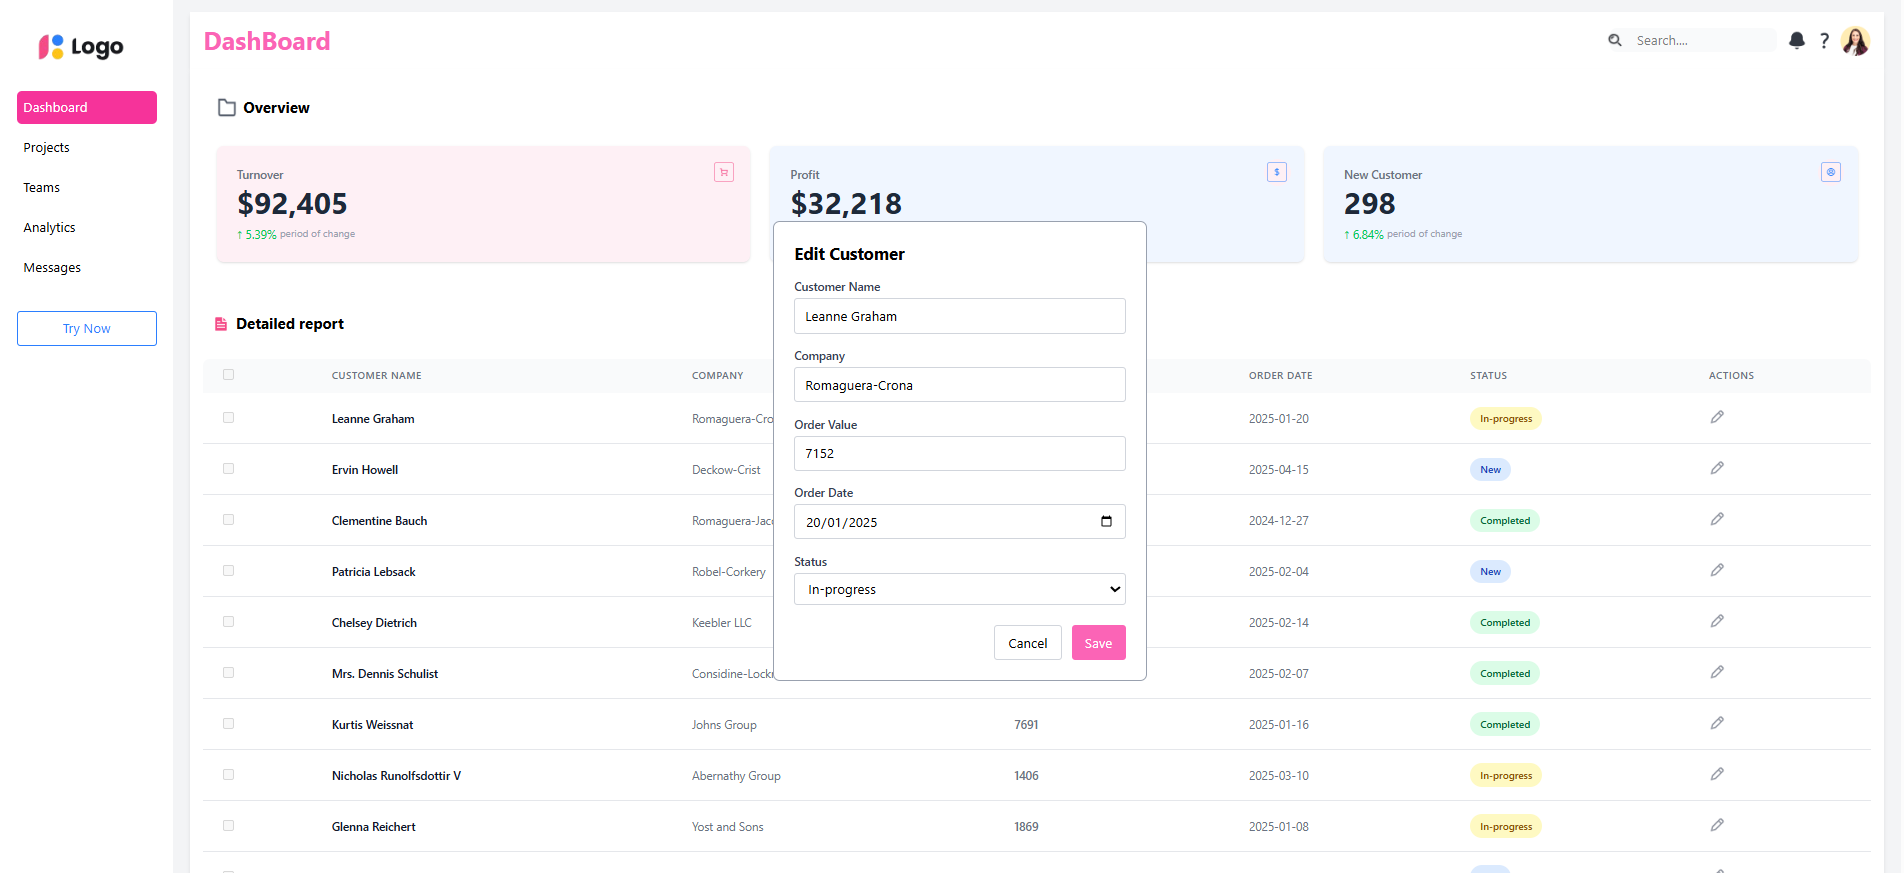 Logo
Dashboard
Projects
Teams
Analytics
Messages
Try Now
DashBoard
Search....
?
Overview
Turnover
$92,405
↑ 5.39% period of change
Profit
$
$32,218
New Customer
298
↑ 6.84% period of change
Detailed report
CUSTOMER NAME COMPANY ORDER DATE STATUS ACTIONS
Leanne Graham Romaguera-Cro 2025-01-20 In-progress
Ervin Howell Deckow-Crist 2025-04-15 New
Clementine Bauch Romaguera-Jac 2024-12-27 Completed
Patricia Lebsack Robel-Corkery 2025-02-04 New
Chelsey Dietrich Keebler LLC 2025-02-14 Completed
Mrs. Dennis Schulist Considine-Lock 2025-02-07 Completed
Kurtis Weissnat Johns Group 7691 2025-01-16 Completed
Nicholas Runolfsdottir V Abernathy Group 1406 2025-03-10 In-progress
Glenna Reichert Yost and Sons 1869 2025-01-08 In-progress
Edit Customer
Customer Name
Leanne Graham
Company
Romaguera-Crona
Order Value
7152
Order Date
20/01/2025
Status
In-progress
Cancel Save